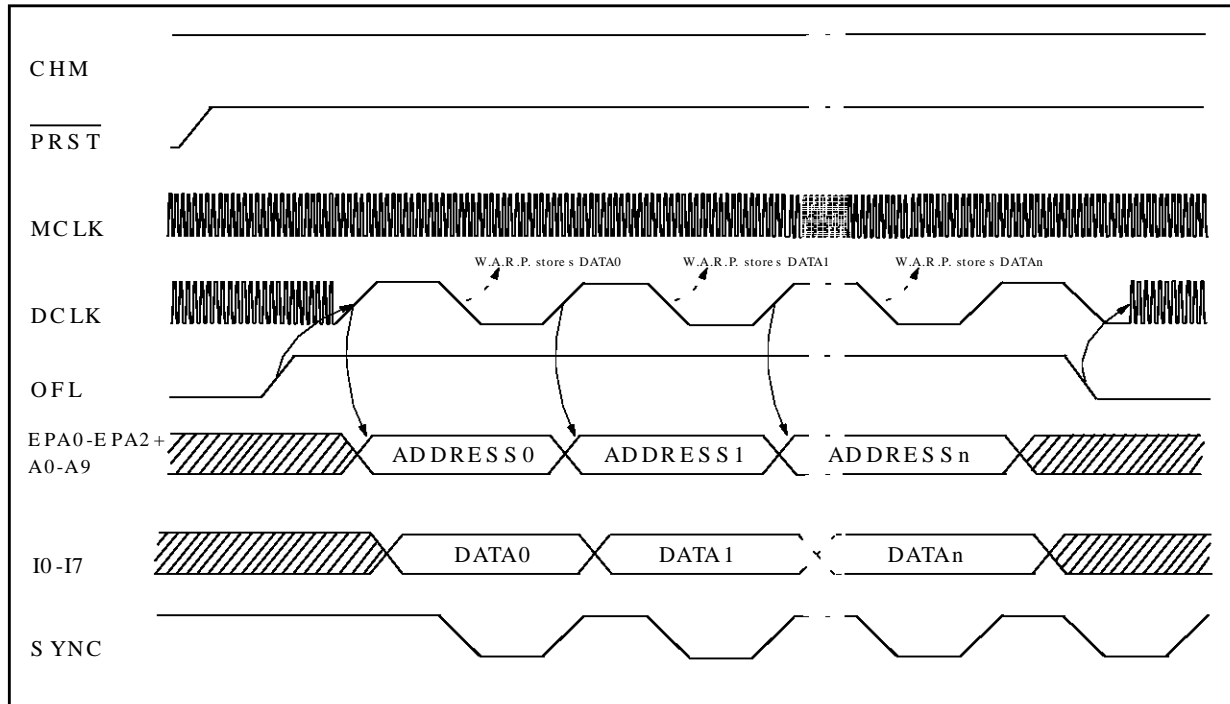 CHM
PRST
MCLK
W.A.R.P. stores DATA0
W.A.R.P. stores DATA1
W.A.R.P. stores DATAn
DCLK
OFL
EPA0-EPA2+
A0-A9
ADDRESS0
ADDRESS1
ADDRESSn
I0-I7
DATA0
DATA1
DATAn
SYNC